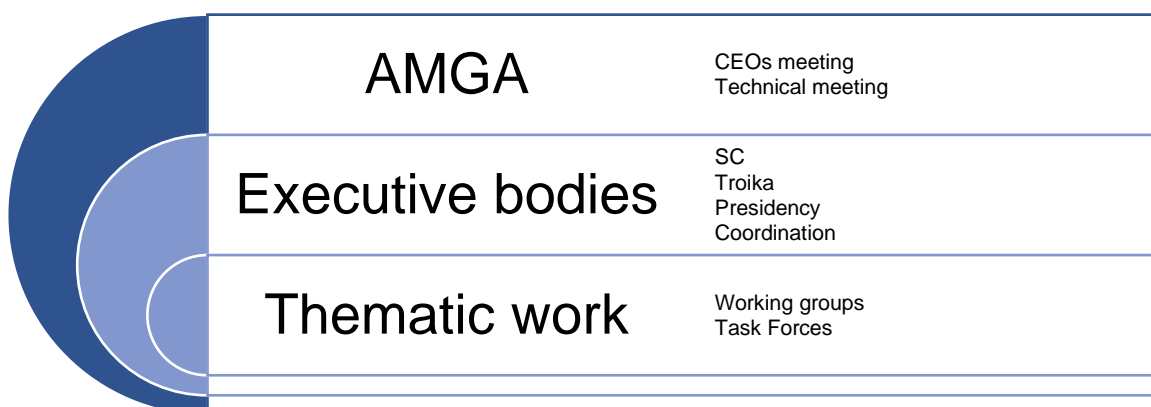 AMGA
CEOs meeting
Technical meeting
Executive bodies
SC
Troika
Presidency
Coordination
Thematic work
Working groups
Task Forces